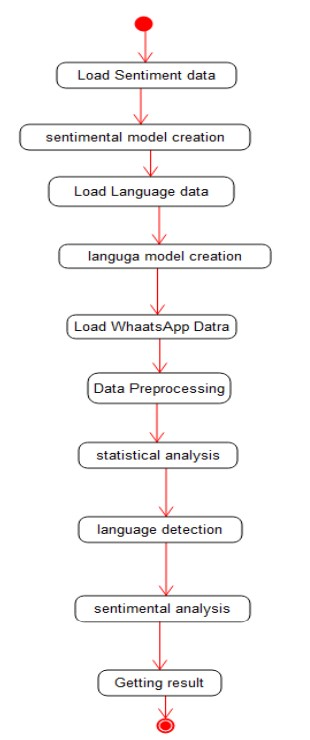 Load Sentiment data
sentimental model creation
Load Language data
languga model creation
Load WhaatsApp Datra
Data Preprocessing
statistical analysis
language detection
sentimental analysis
Getting result